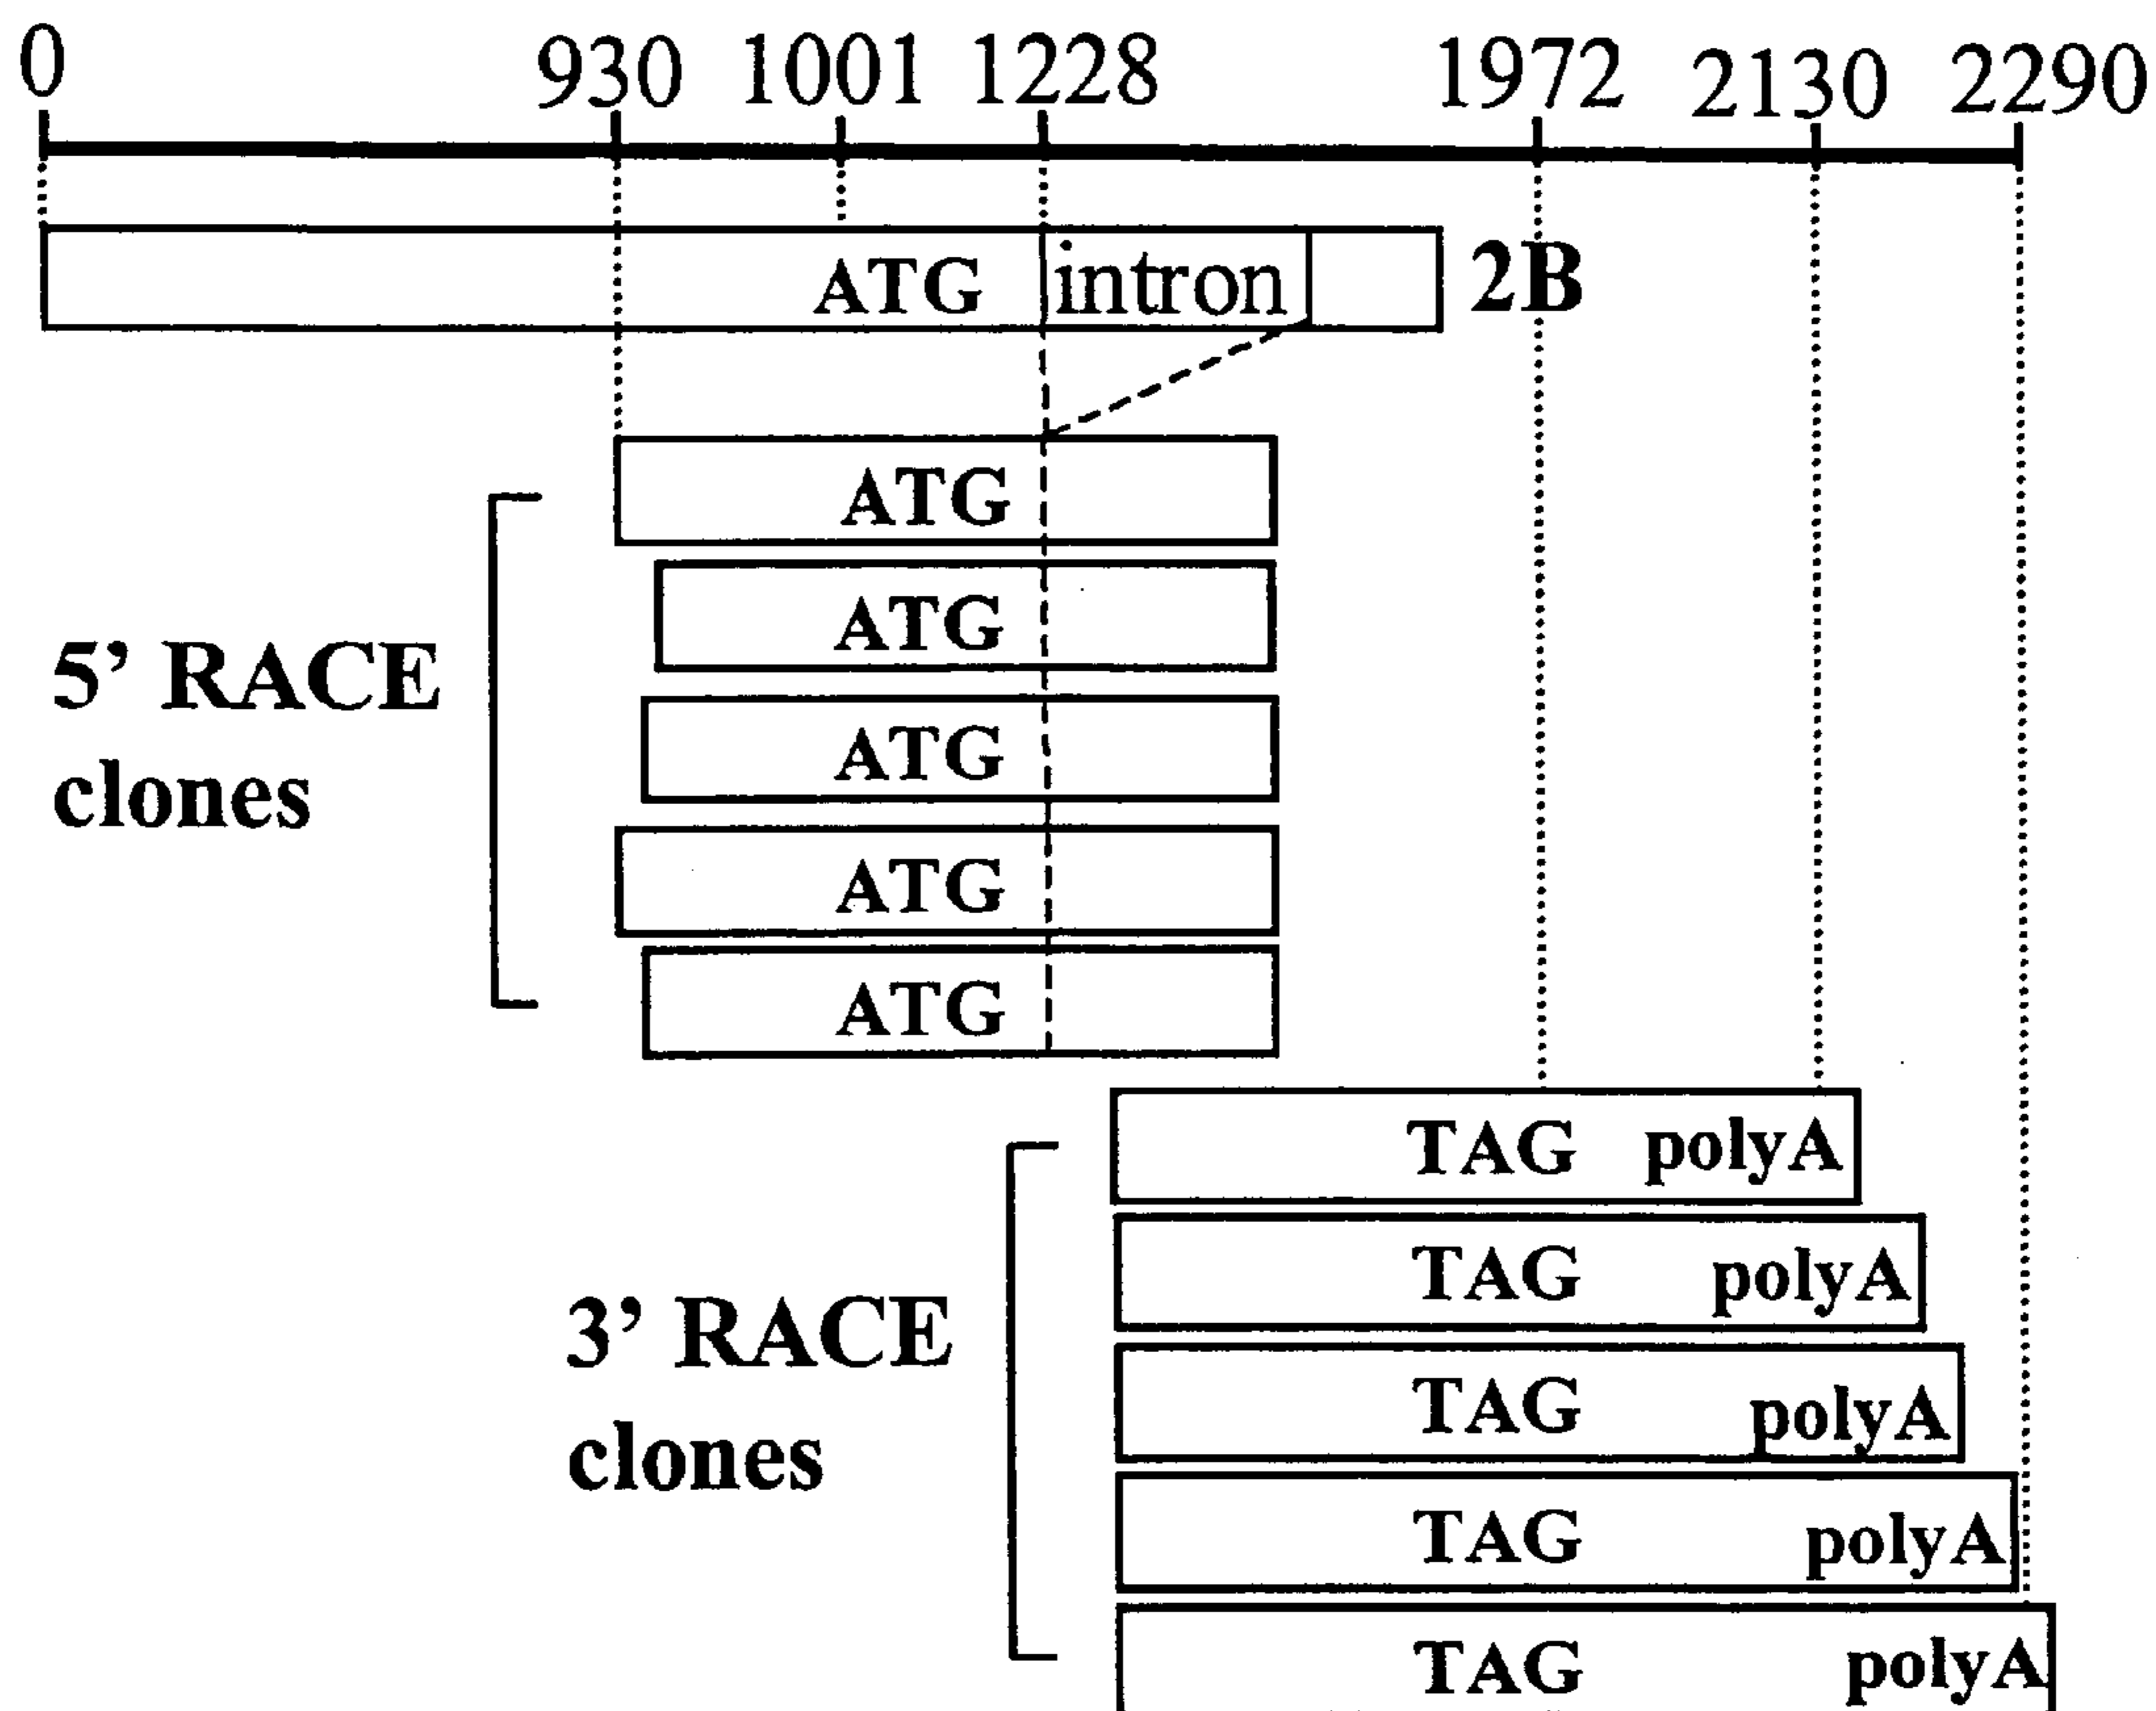 0 930 1001 1228 1972 2130 2290
ATG intron 2B
ATG
ATG
5’ RACE
clones
ATG
ATG
ATG
TAG polyA
TAG polyA
3’ RACE
clones
TAG polyA
TAG polyA
TAG polyA